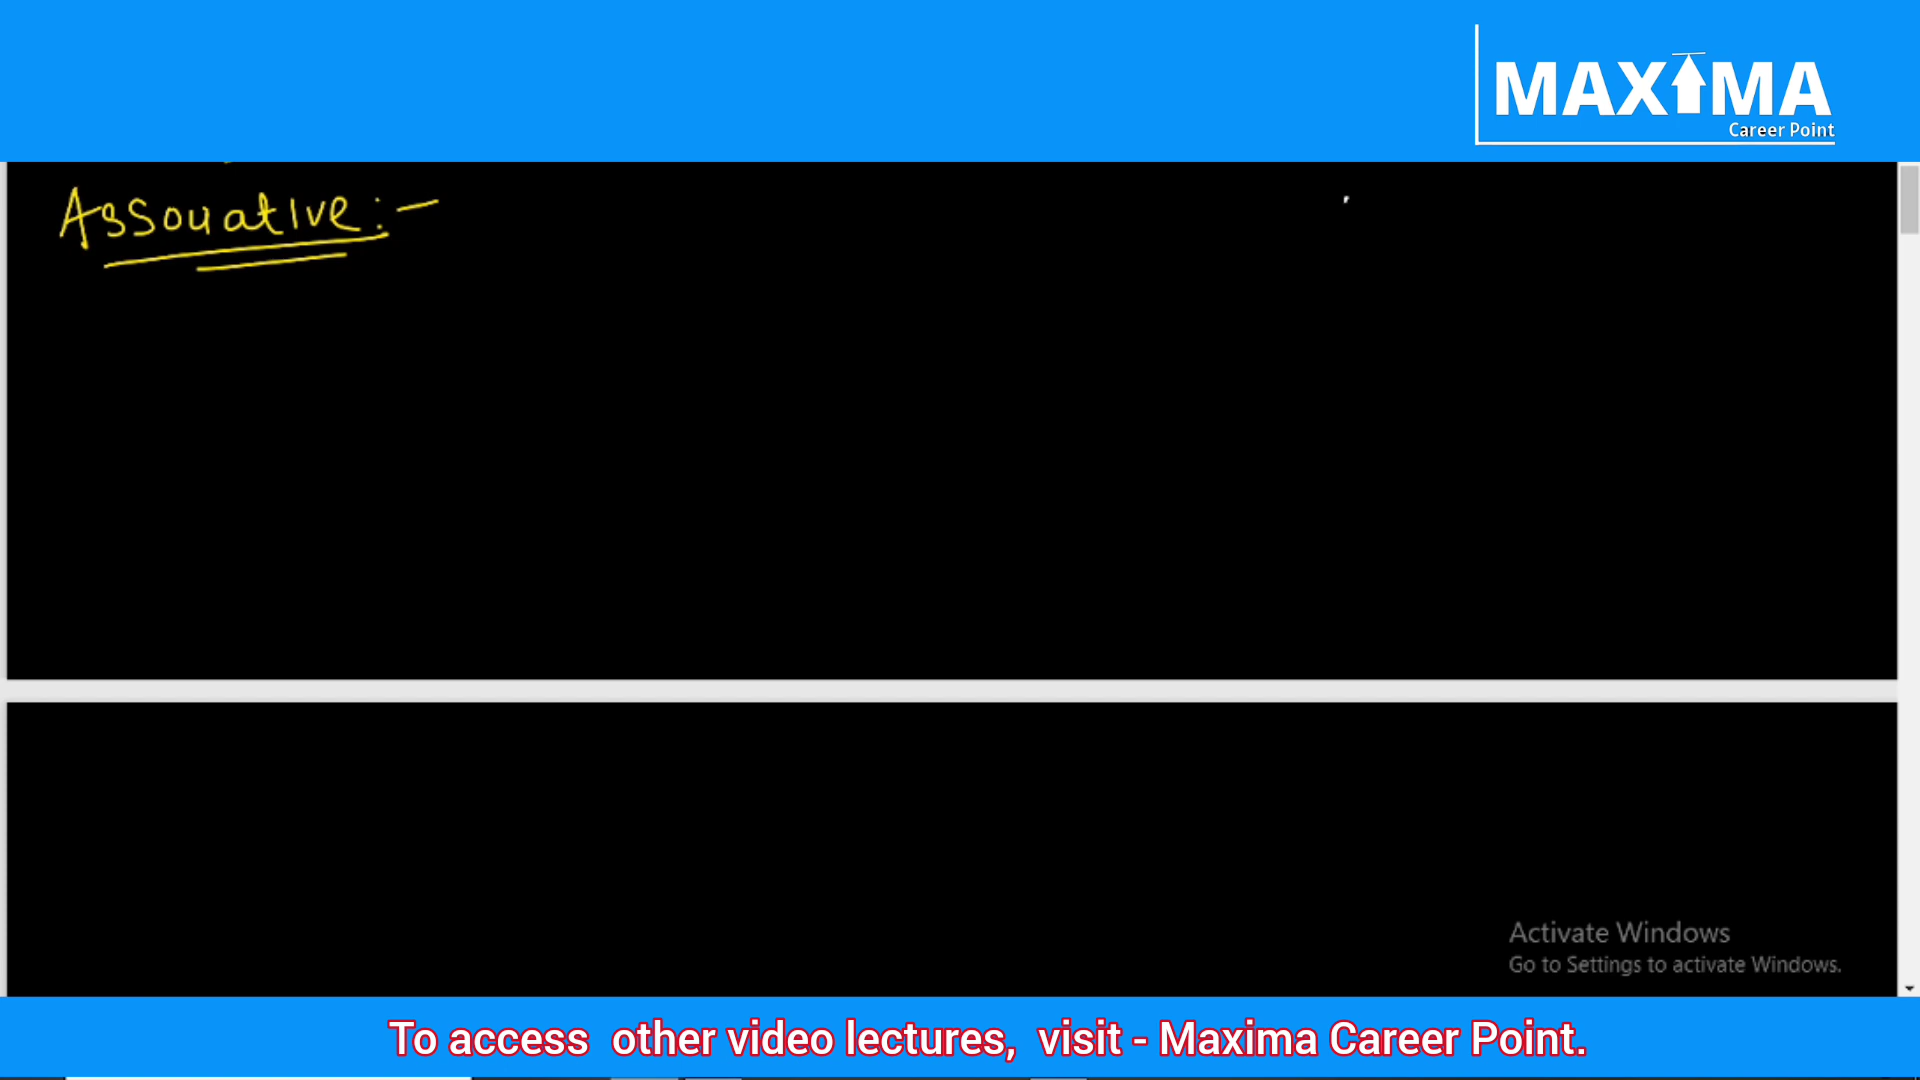 MAXIMA
Career Point
Associative:-
Activate Windows
Go to Settings to activate Windows.
To access other video lectures, visit - Maxima Career Point.